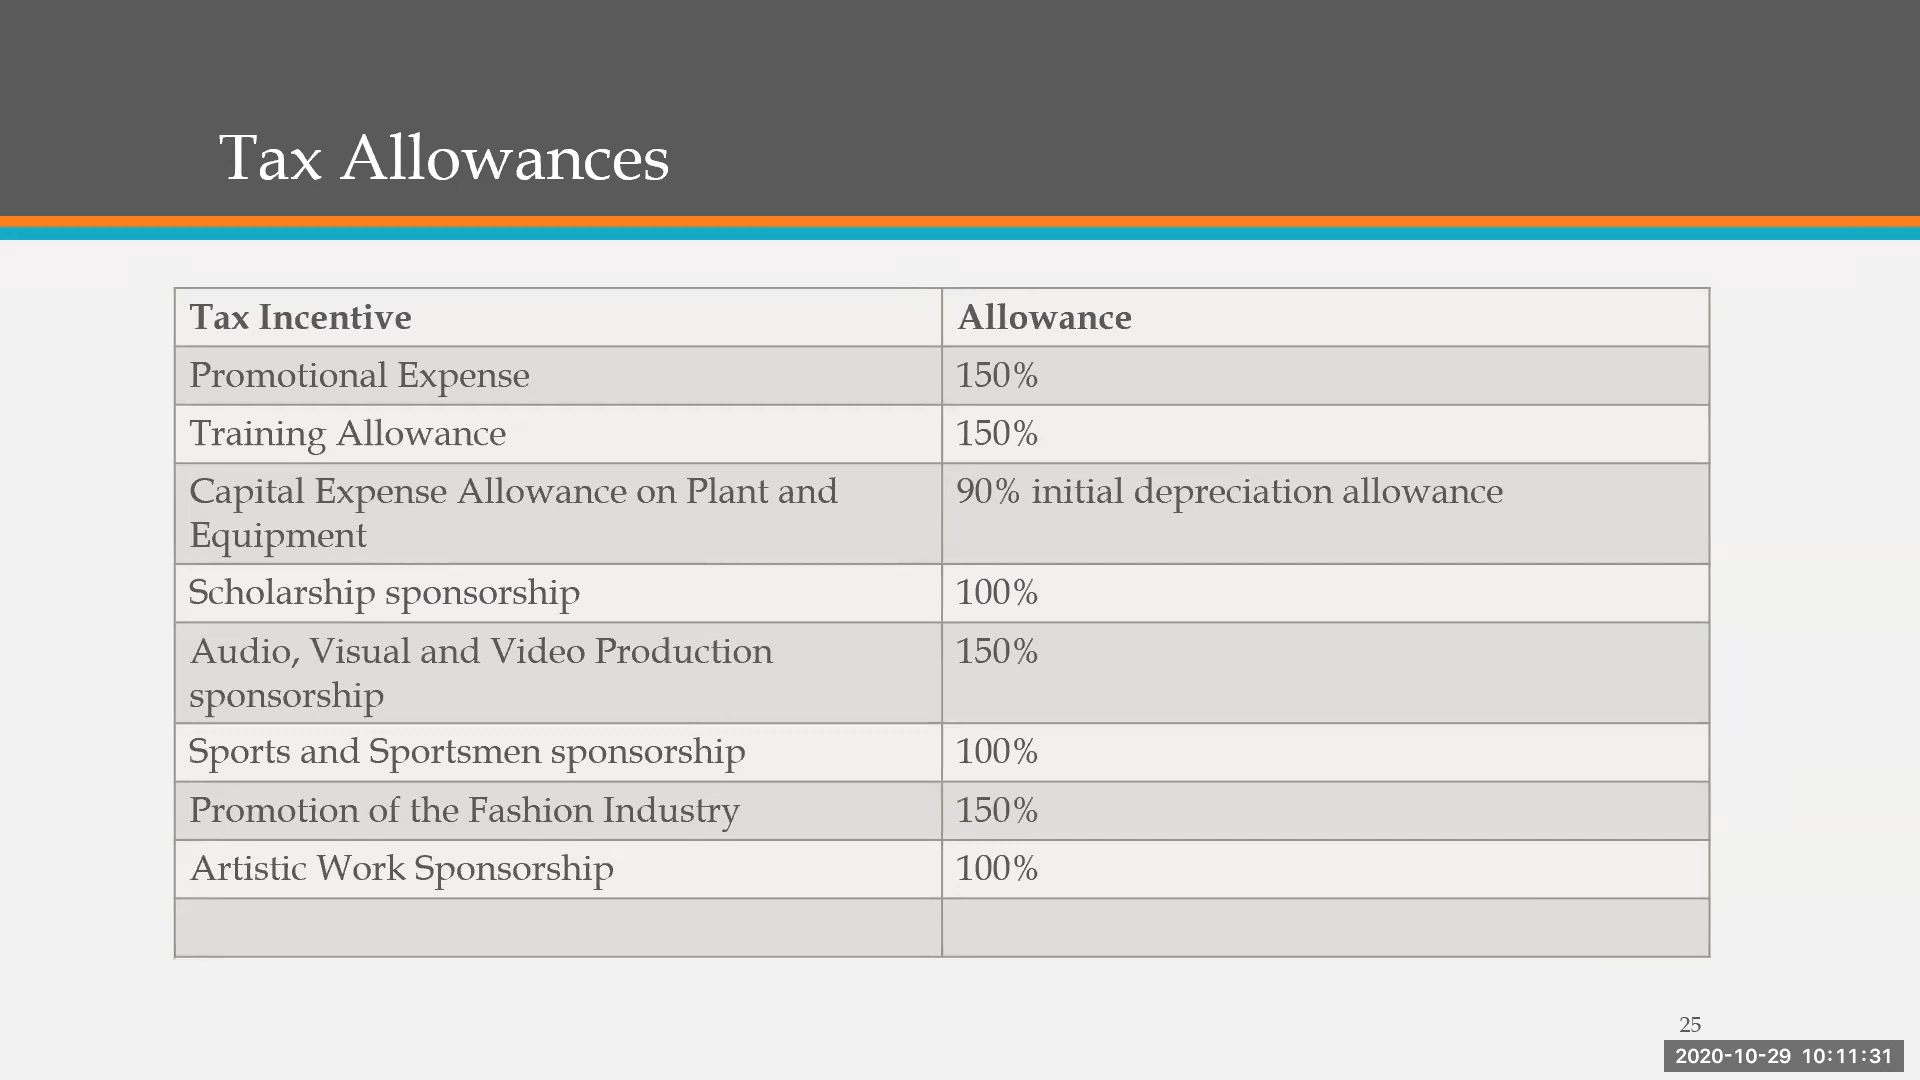 Tax Allowances
Tax Incentive
Allowance
Promotional Expense
150%
Training Allowance
150%
Capital Expense Allowance on Plant and
Equipment
90% initial depreciation allowance
Scholarship sponsorship
100%
Audio, Visual and Video Production
sponsorship
150%
Sports and Sportsmen sponsorship
100%
Promotion of the Fashion Industry
150%
Artistic Work Sponsorship
100%
25
2020-10-29 10:11:31